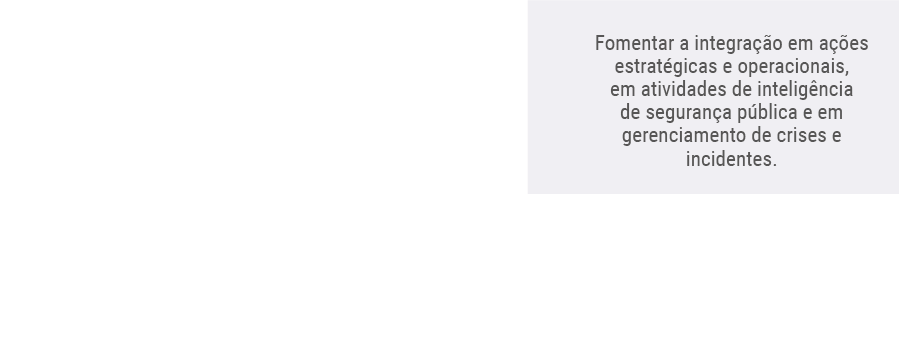 Fomentar a integração em ações
estratégicas e operacionais,
em atividades de inteligência
de segurança pública e em
gerenciamento de crises e
incidentes.